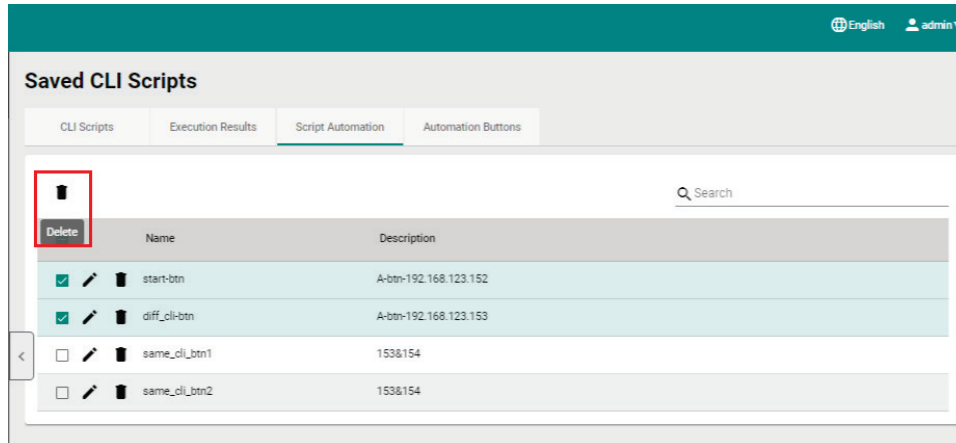 English admin
Saved CLI Scripts
CLI Scripts Execution Results Script Automation Automation Buttons
Search
Delete Name Description
start-btn A-btn-192.168.123.152
diff_cli-btn A-btn-192.168.123.153
same_cli_btn1 153&154
same_cli_btn2 153&154